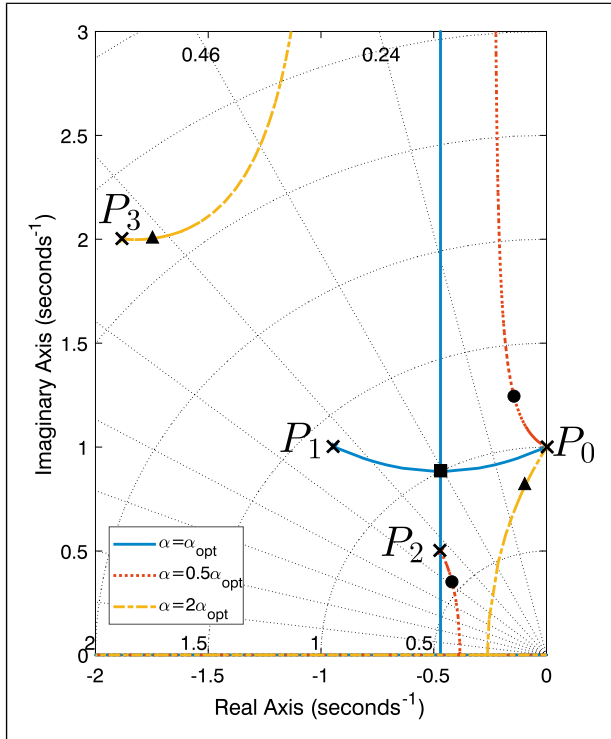 3
0.46
0.24
2.5
P3
2
1.5
P1
1
P0
P2
α=αopt
α=0.5αopt
α=2αopt
0.5
2
1.5
1
0.5
0
-2
-1.5
-1
-0.5
0
Real Axis (seconds-1)
Imaginary Axis (seconds-1)